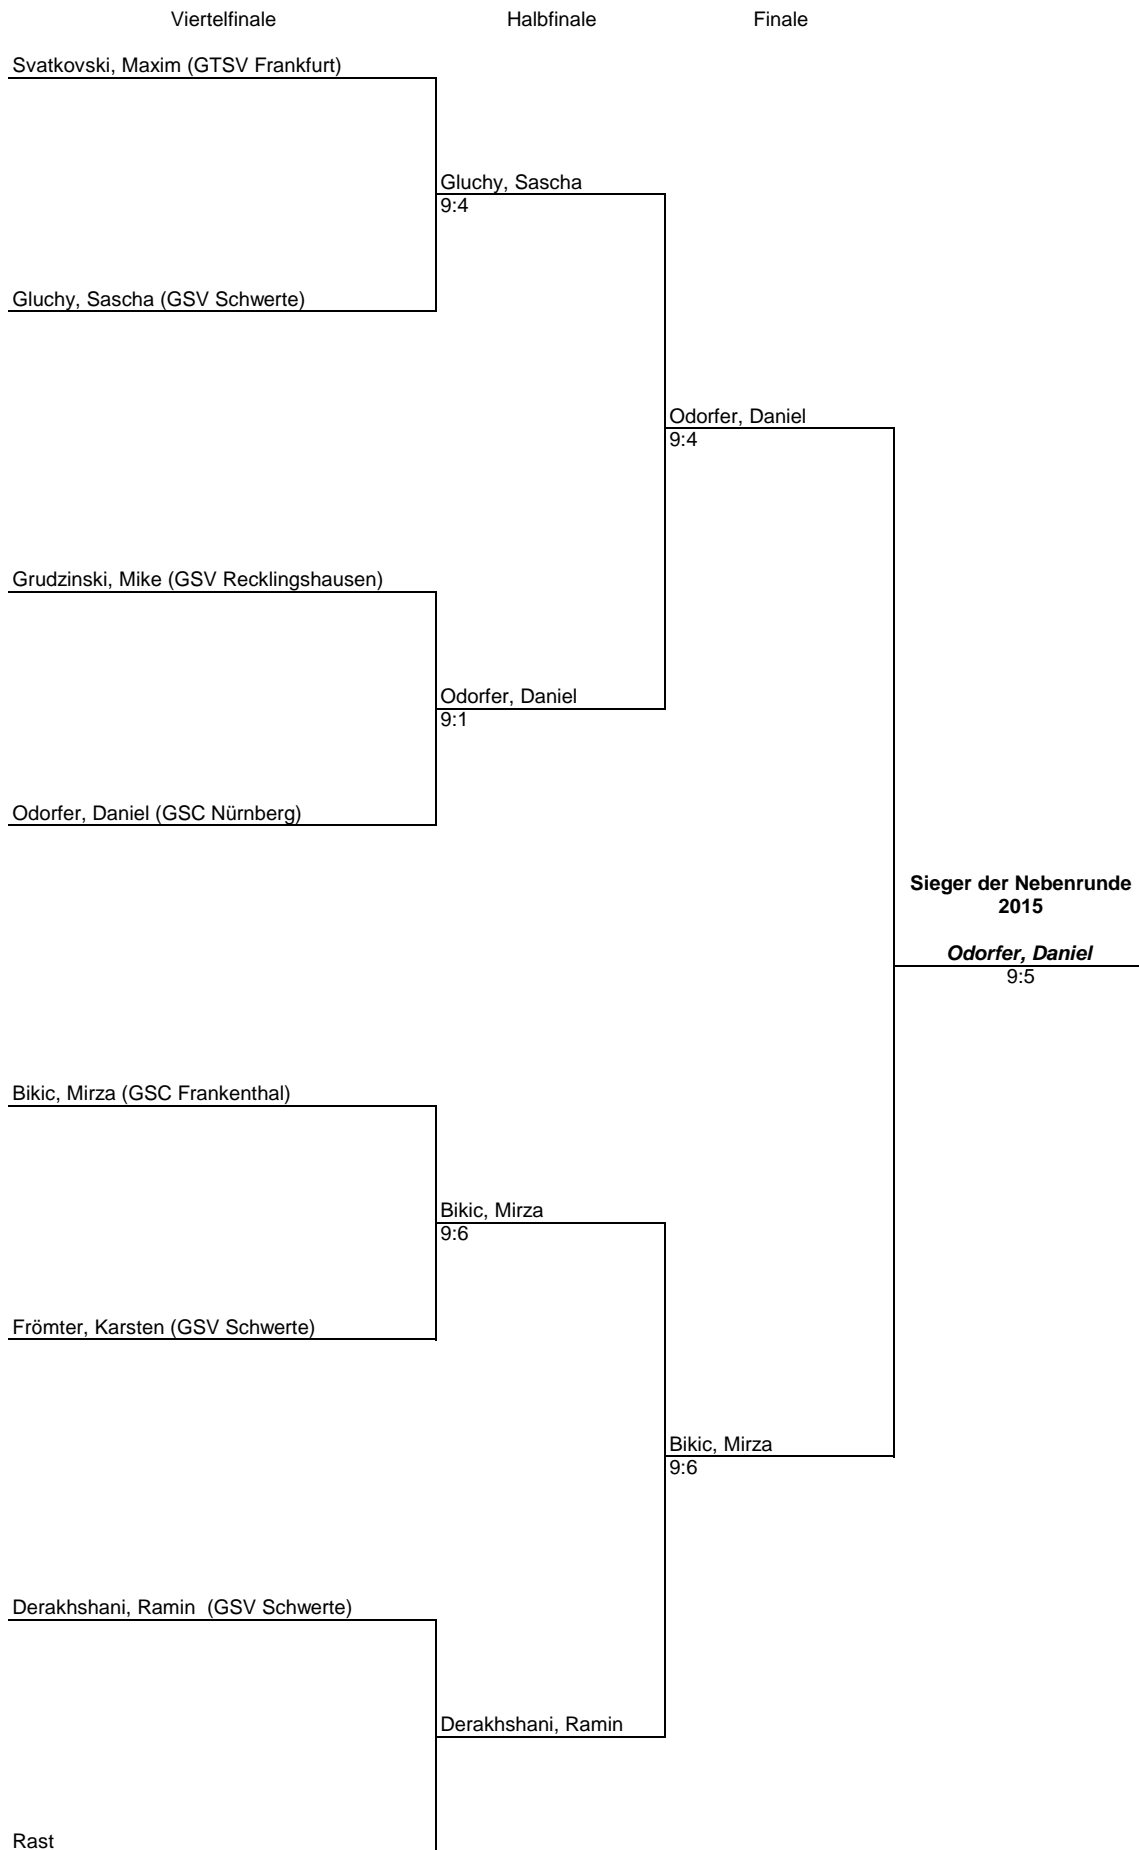 Viertelfinale
Halbfinale
Finale
Svatkovski, Maxim (GTSV Frankfurt)
Gluchy, Sascha
9:4
Gluchy, Sascha (GSV Schwerte)
Odorfer, Daniel
9:4
Grudzinski, Mike (GSV Recklingshausen)
Odorfer, Daniel
9:1
Odorfer, Daniel (GSC Nürnberg)
Sieger der Nebenrunde
2015
Odorfer, Daniel
9:5
Bikic, Mirza (GSC Frankenthal)
Bikic, Mirza
9:6
Frömter, Karsten (GSV Schwerte)
Bikic, Mirza
9:6
Derakhshani, Ramin  (GSV Schwerte)
Derakhshani, Ramin
Rast